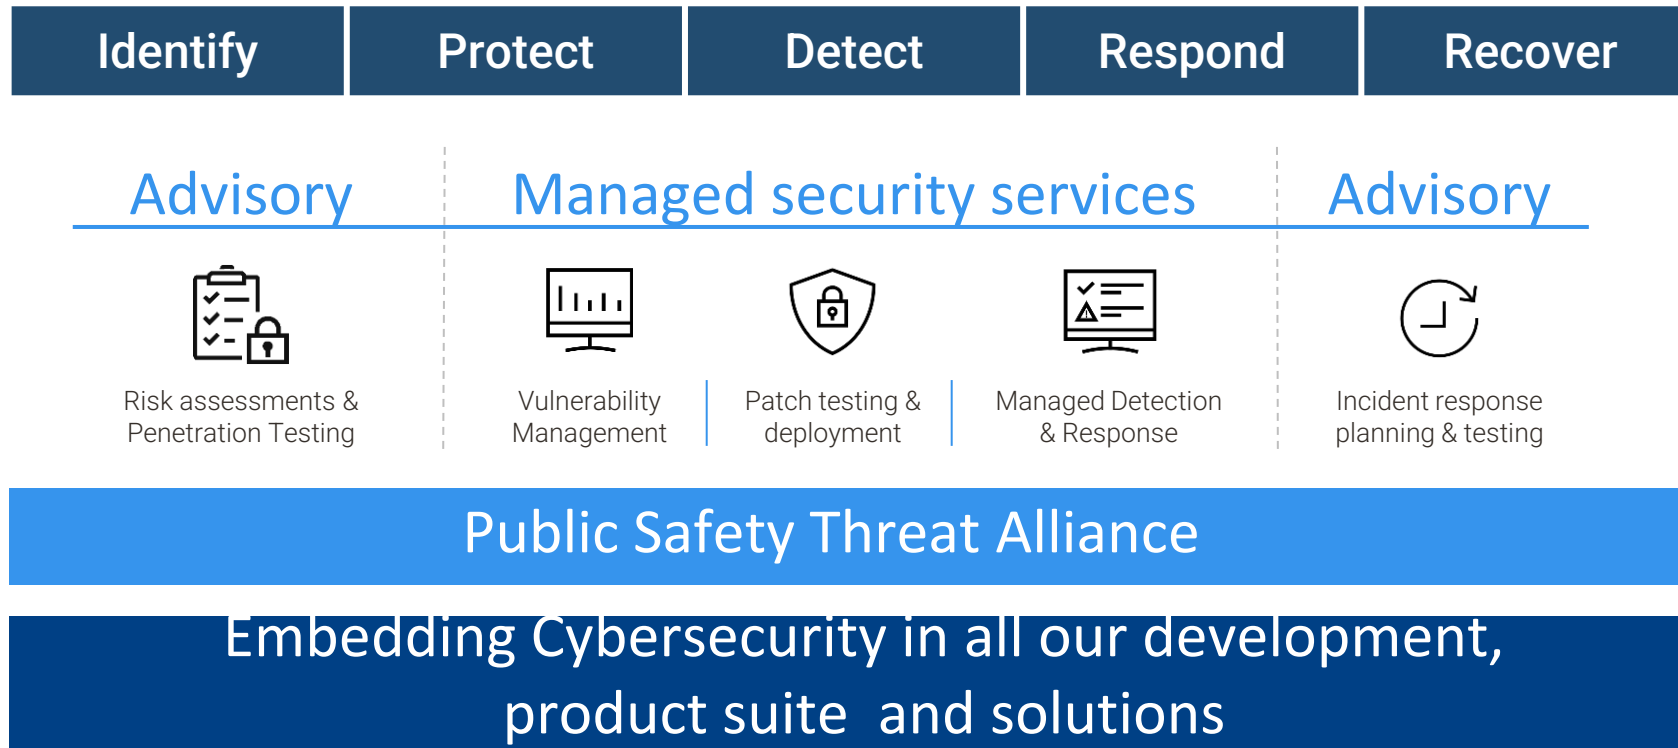 Identify
Protect
Detect
Respond
Recover
Advisory
Managed security services
Advisory
Risk assessments &
Penetration Testing
Vulnerability
Management
Patch testing &
deployment
Managed Detection
& Response
Incident response
planning & testing
Public Safety Threat Alliance
Embedding Cybersecurity in all our development,
product suite and solutions